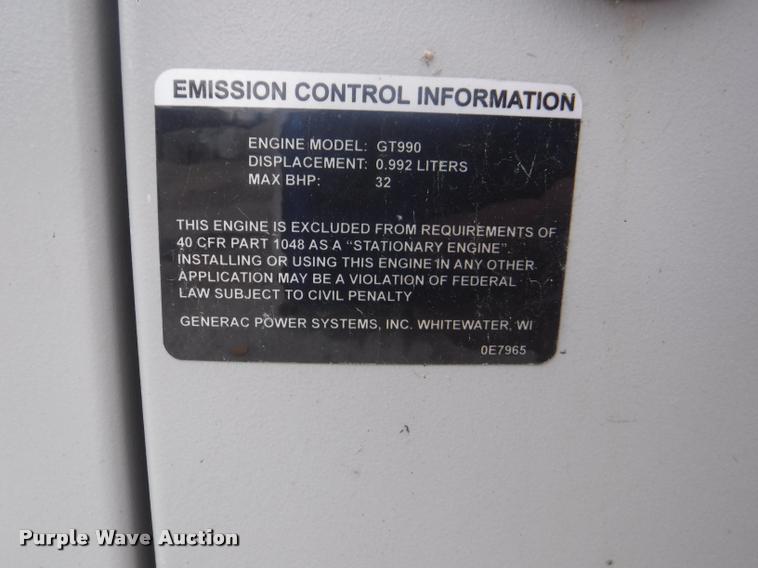 EMISSION CONTROL INFORMATION
ENGINE MODEL: GT990
DISPLACEMENT: 0.992 LITERS
MAX BHP: 32
THIS ENGINE IS EXCLUDED FROM REQUIREMENTS OF
40 CFR PART 1048 AS A "STATIONARY ENGINE".
INSTALLING OR USING THIS ENGINE IN ANY OTHER
APPLICATION MAY BE A VIOLATION OF FEDERAL
LAW SUBJECT TO CIVIL PENALTY
GENERAC POWER SYSTEMS, INC. WHITEWATER, WI
0E7965
Purple Wave Auction